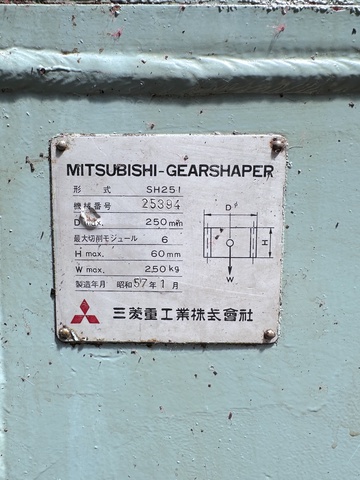 MITSUBISHI-GEARSHAPER
形 式 SH251
機械番号 25394
D max. 250mm
最大切削モジュール 6
H max. 60mm
W max. 250kg
製造年月 昭和57年1月
Dφ
H
W
三菱重工業株式會社